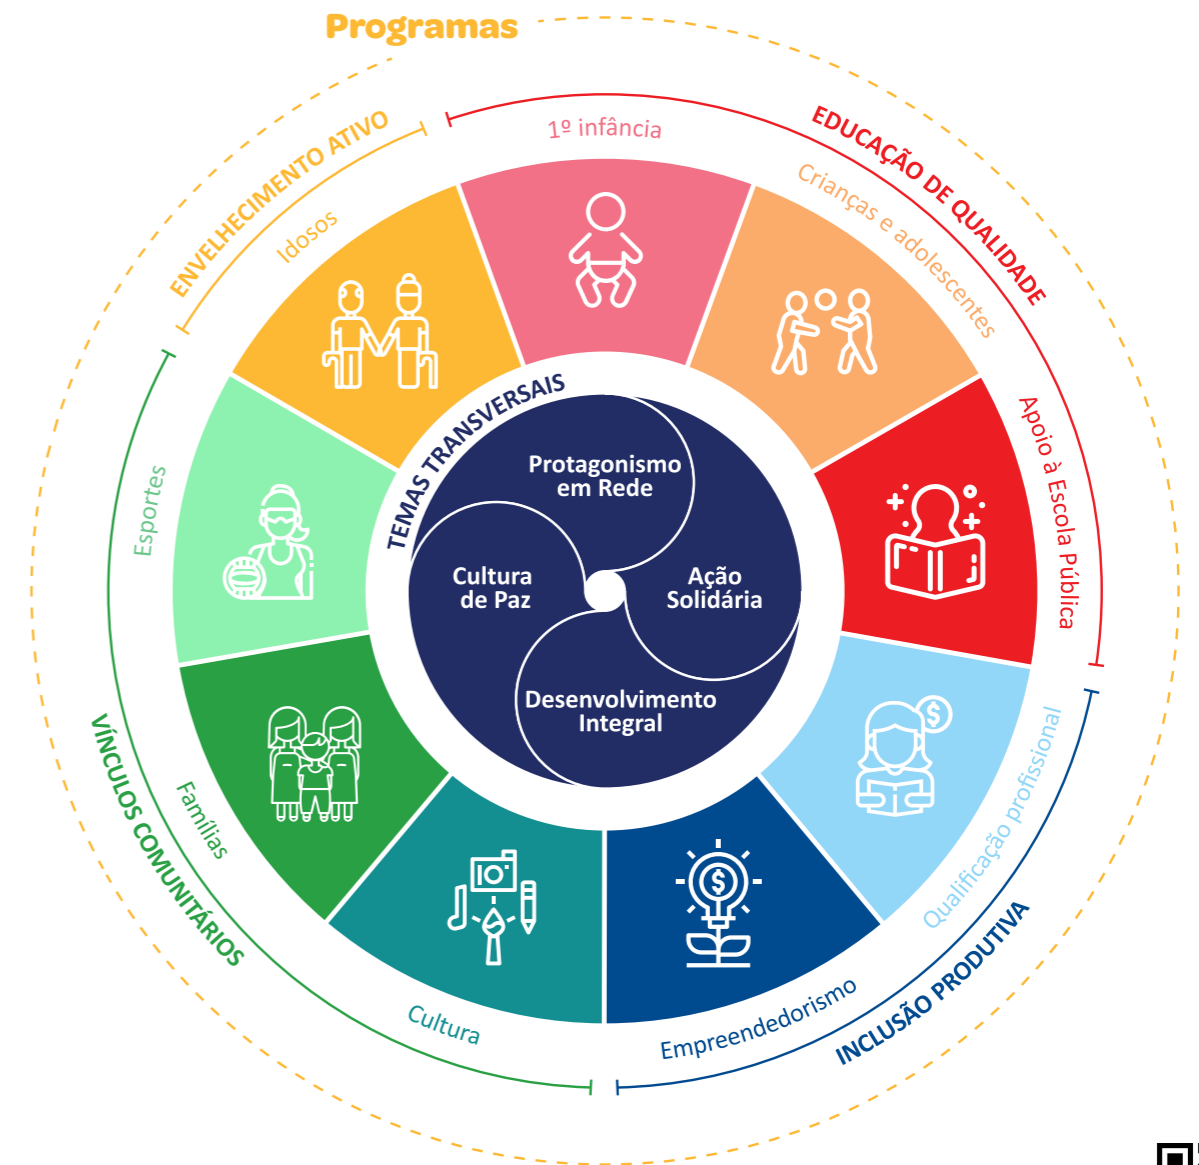 Programas
ENVELHECIMENTO ATIVO
Idosos
1º infância
EDUCAÇÃO DE QUALIDADE
Crianças e adolescentes
Apoio à Escola Pública
Qualificação profissional
INCLUSÃO PRODUTIVA
Empreendedorismo
Cultura
Famílias
VÍNCULOS COMUNITÁRIOS
Esportes
TEMAS TRANSVERSAIS
Protagonismo
em Rede
Cultura
de Paz
Ação
Solidária
Desenvolvimento
Integral
$
$